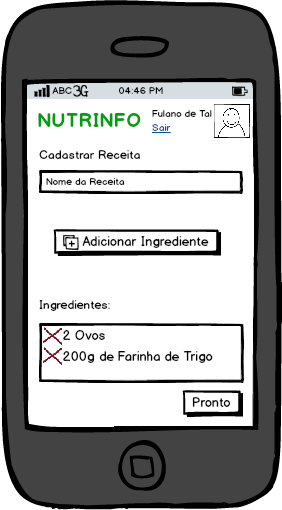 ABC 3G 04:46 PM
NUTRINFO
Fulano de Tal
Sair
Cadastrar Receita
Nome da Receita
Adicionar Ingrediente
Ingredientes:
2 Ovos
200g de Farinha de Trigo
Pronto